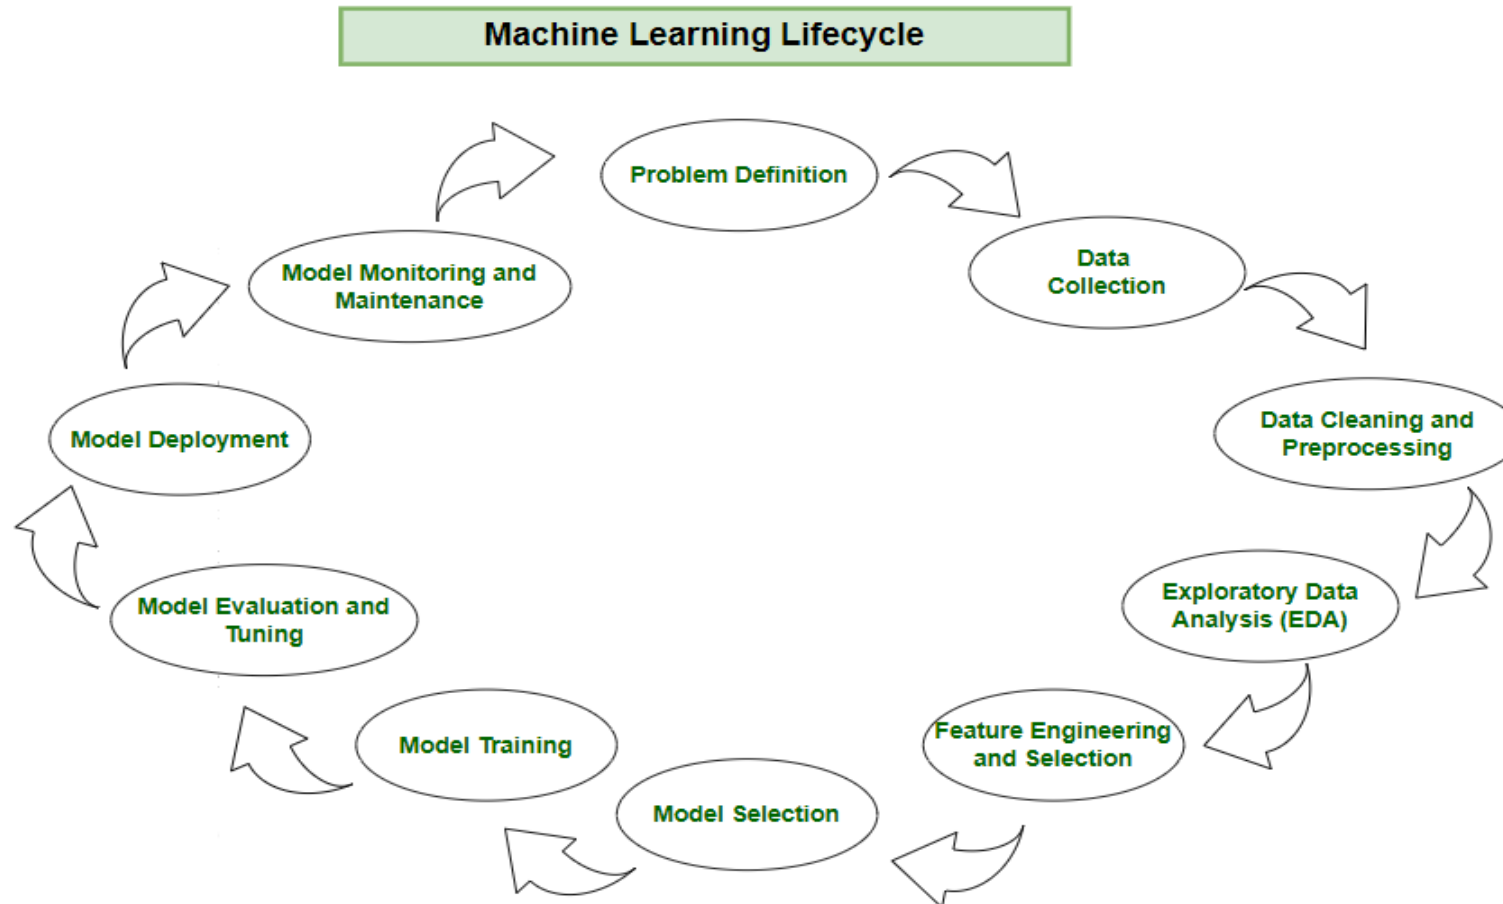 Machine Learning Lifecycle
Problem Definition
Data
Collection
Data Cleaning and
Preprocessing
Exploratory Data
Analysis (EDA)
Feature Engineering
and Selection
Model Selection
Model Training
Model Evaluation and
Tuning
Model Deployment
Model Monitoring and
Maintenance